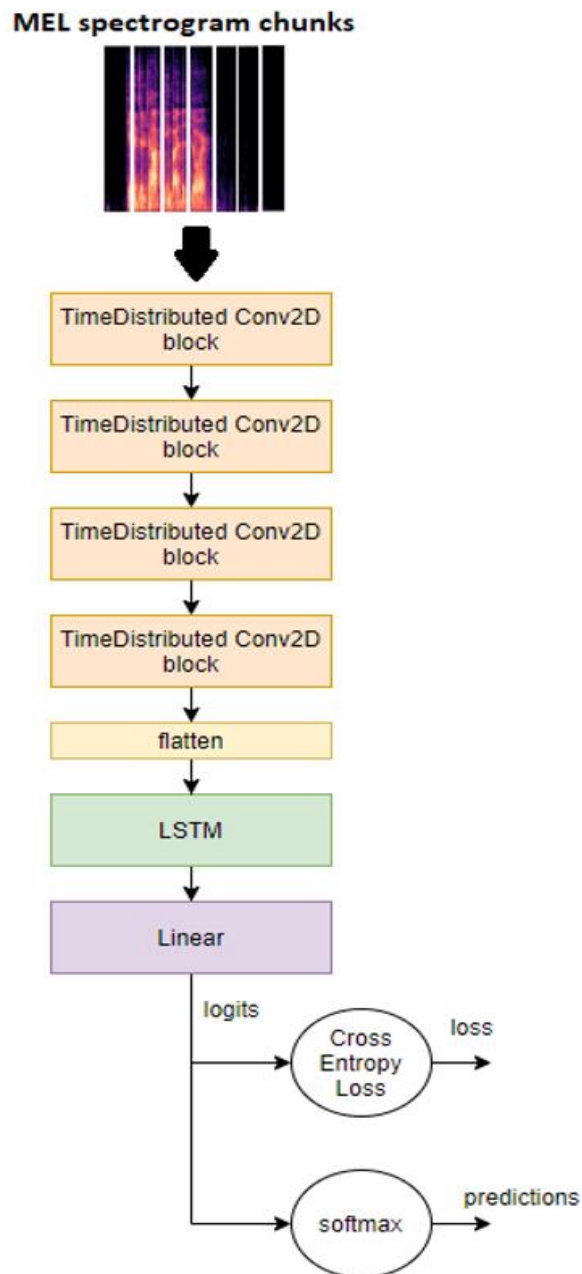 MEL spectrogram chunks
TimeDistributed Conv2D
block
TimeDistributed Conv2D
block
TimeDistributed Conv2D
block
TimeDistributed Conv2D
block
flatten
LSTM
Linear
logits
Cross
Entropy
Loss
loss
softmax
predictions